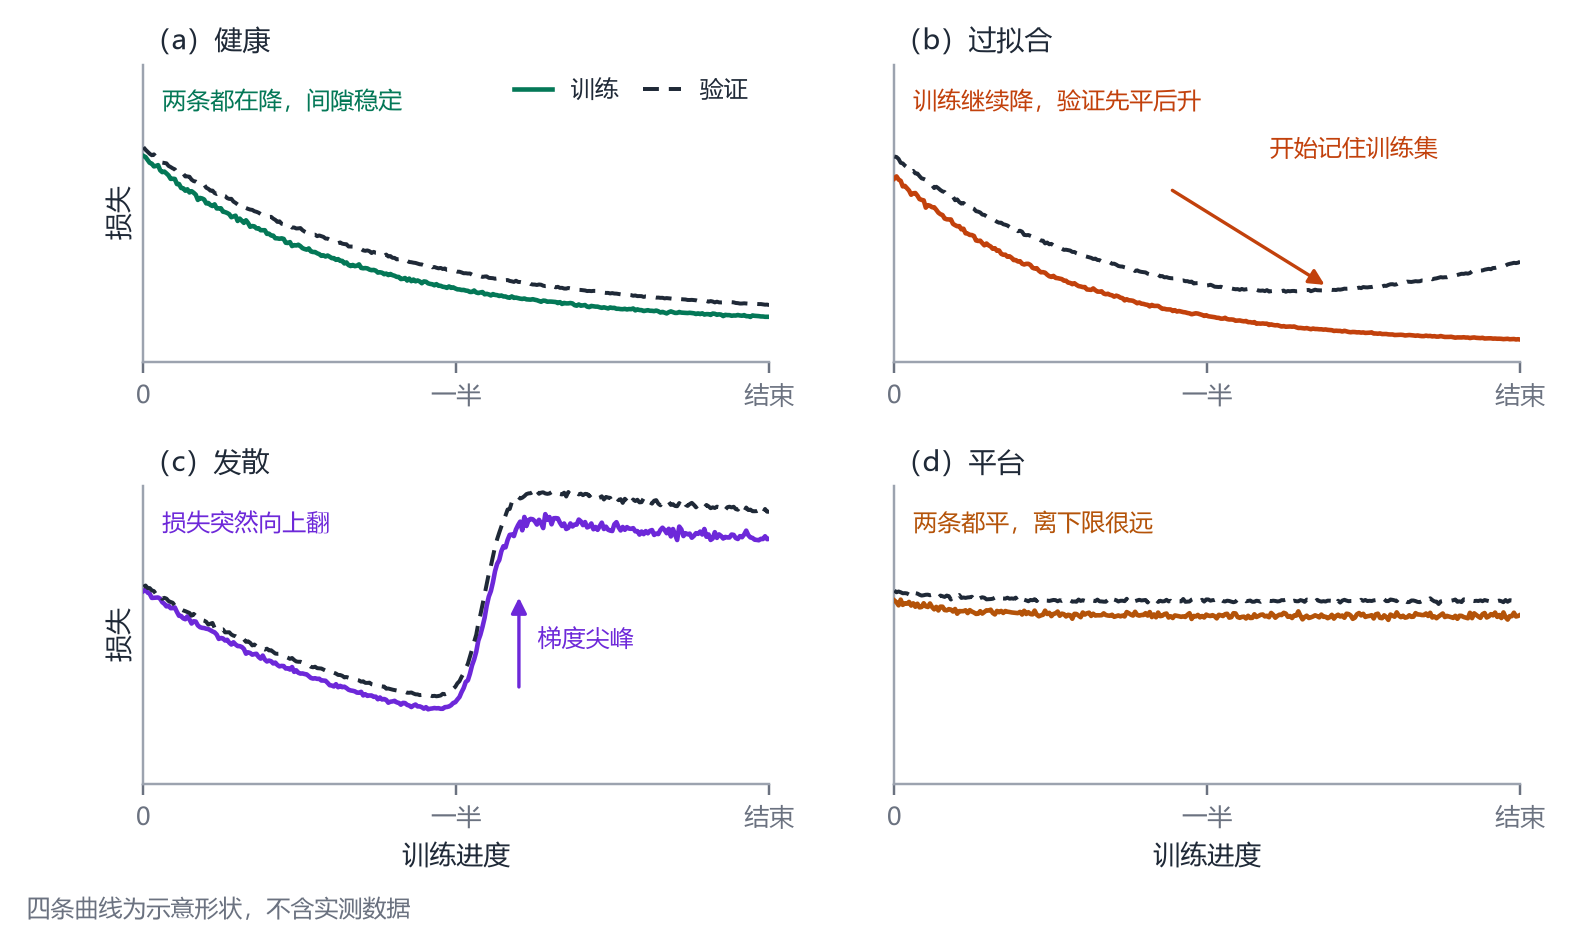 (a) 健康
两条都在降，间隙稳定
训练
验证
损失
0
一半
结束
(b) 过拟合
训练继续降，验证先平后升
开始记住训练集
0
一半
结束
(c) 发散
损失突然向上翻
梯度尖峰
损失
0
一半
结束
训练进度
(d) 平台
两条都平，离下限很远
0
一半
结束
训练进度
四条曲线为示意形状，不含实测数据